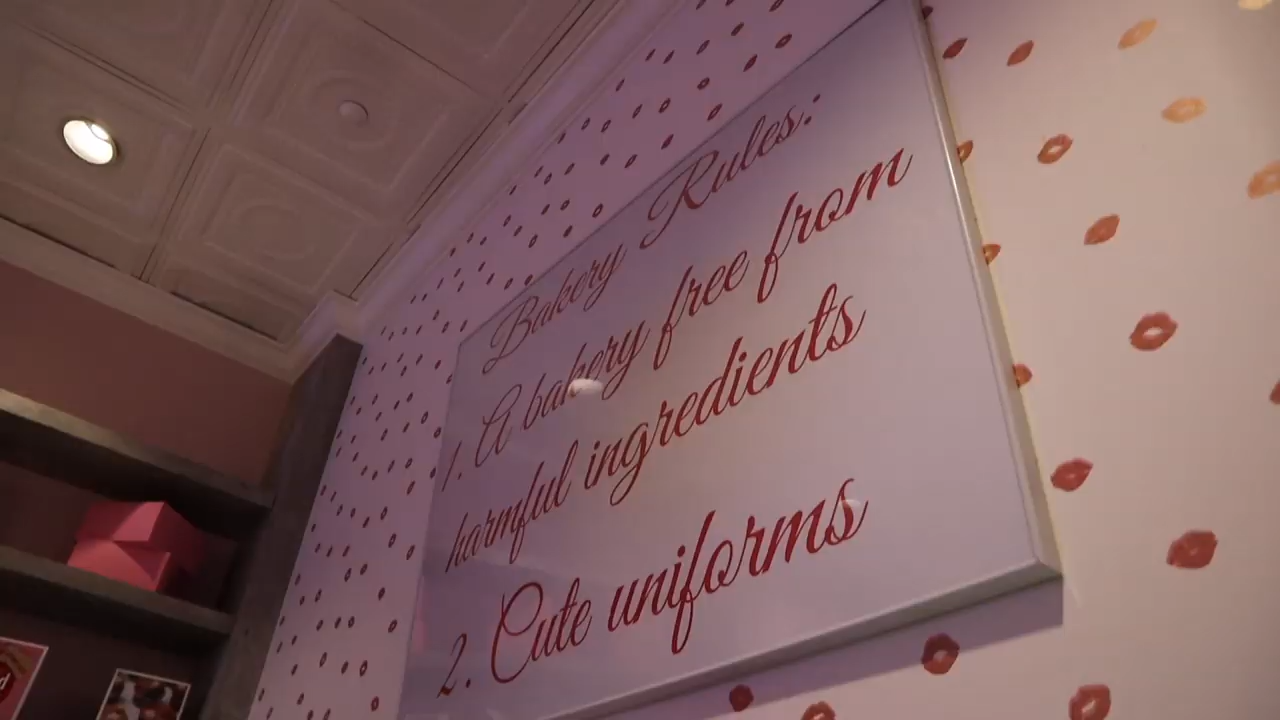 Bakery Rules:
1. A bakery free from
harmful ingredients
2. Cute uniforms